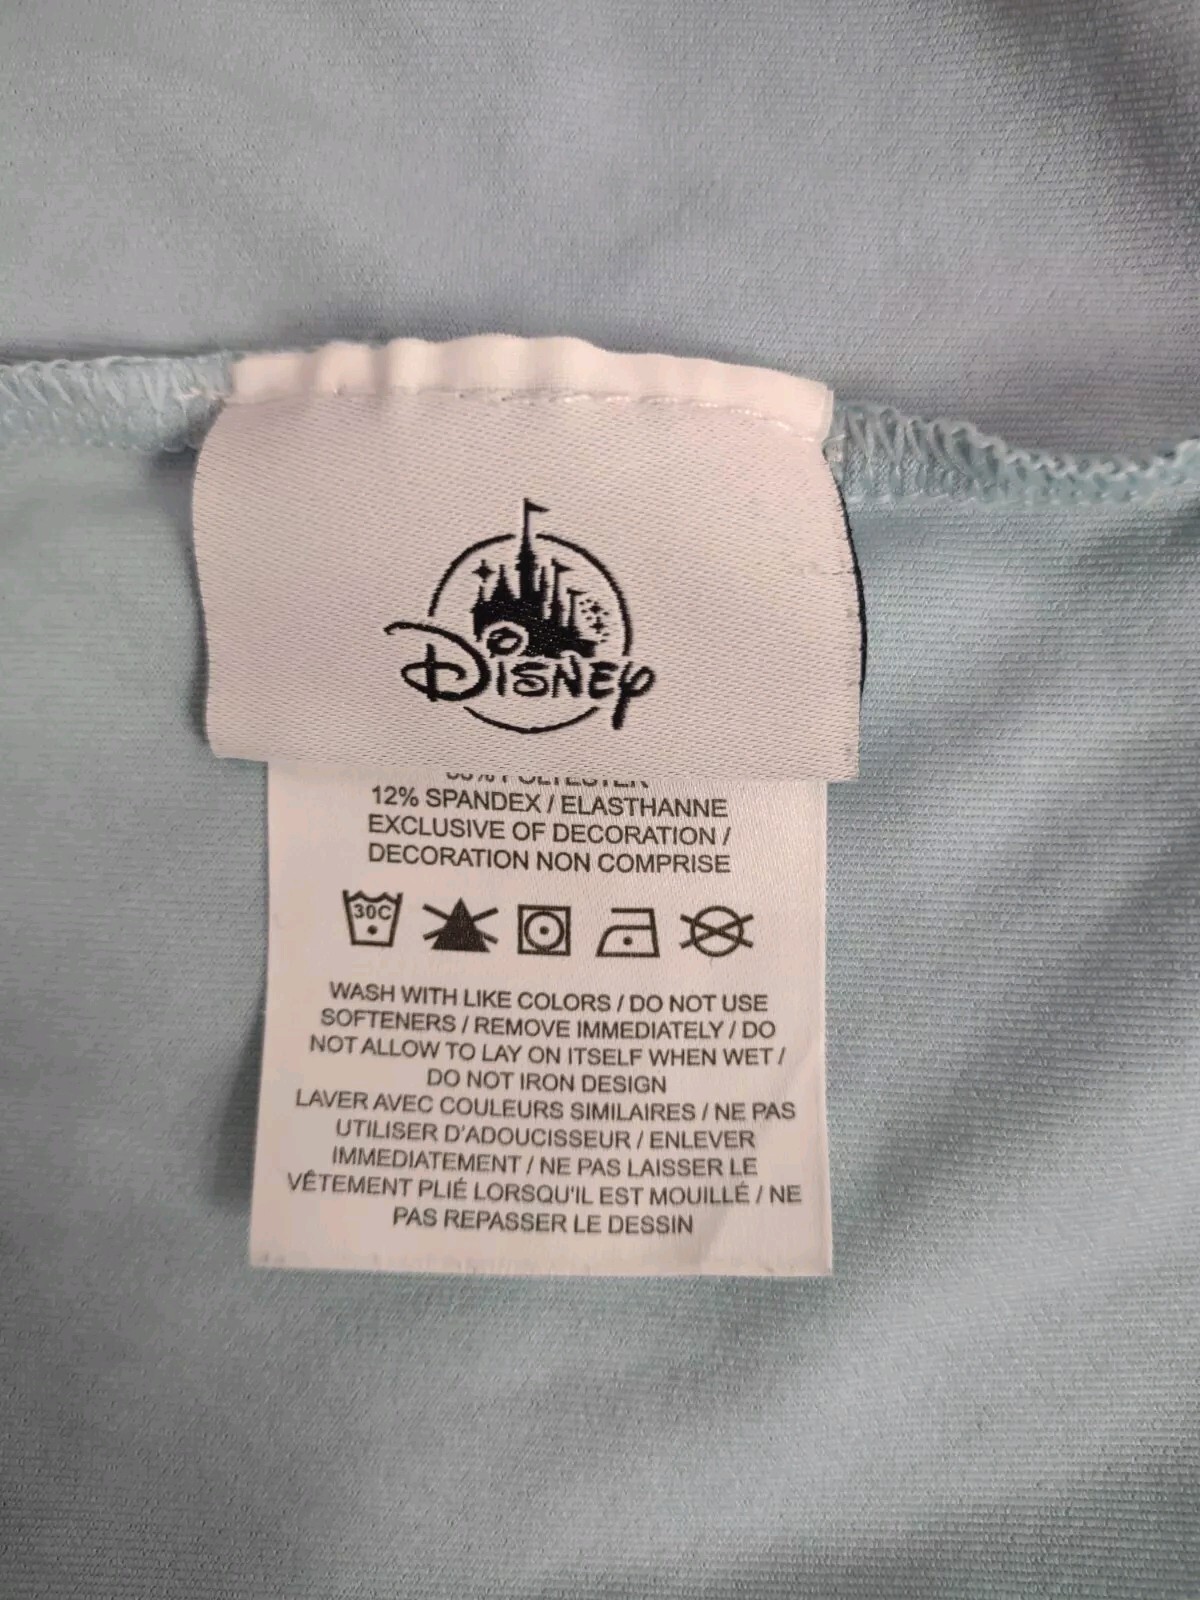 DISNEY
12% SPANDEX / ELASTHANNE
EXCLUSIVE OF DECORATION /
DECORATION NON COMPRISE
30C
WASH WITH LIKE COLORS / DO NOT USE
SOFTENERS / REMOVE IMMEDIATELY / DO
NOT ALLOW TO LAY ON ITSELF WHEN WET /
DO NOT IRON DESIGN
LAVER AVEC COULEURS SIMILAIRES / NE PAS
UTILISER D'ADOUCISSEUR / ENLEVER
IMMEDIATEMENT / NE PAS LAISSER LE
VÊTEMENT PLIÉ LORSQU'IL EST MOUILLÉ / NE
PAS REPASSER LE DESSIN